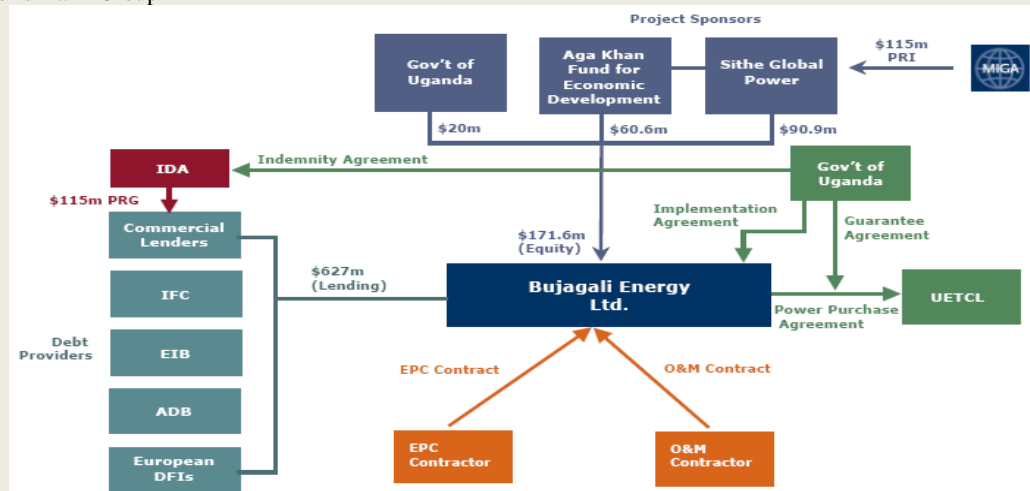 Project Sponsors
Gov't of
Uganda
Aga Khan
Fund for
Economic
Development
Sithe Global
Power
$115m
PRI
MIGA
$20m
$60.6m
$90.9m
IDA
Indemnity Agreement
Gov't of
Uganda
$115m PRG
Commercial
Lenders
Implementation
Agreement
Guarantee
Agreement
$171.6m
(Equity)
$627m
(Lending)
IFC
Bujagali Energy
Ltd.
Power Purchase
Agreement
UETCL
Debt
Providers
EIB
EPC Contract
O&M Contract
ADB
EPC
Contractor
O&M
Contractor
European
DFIs